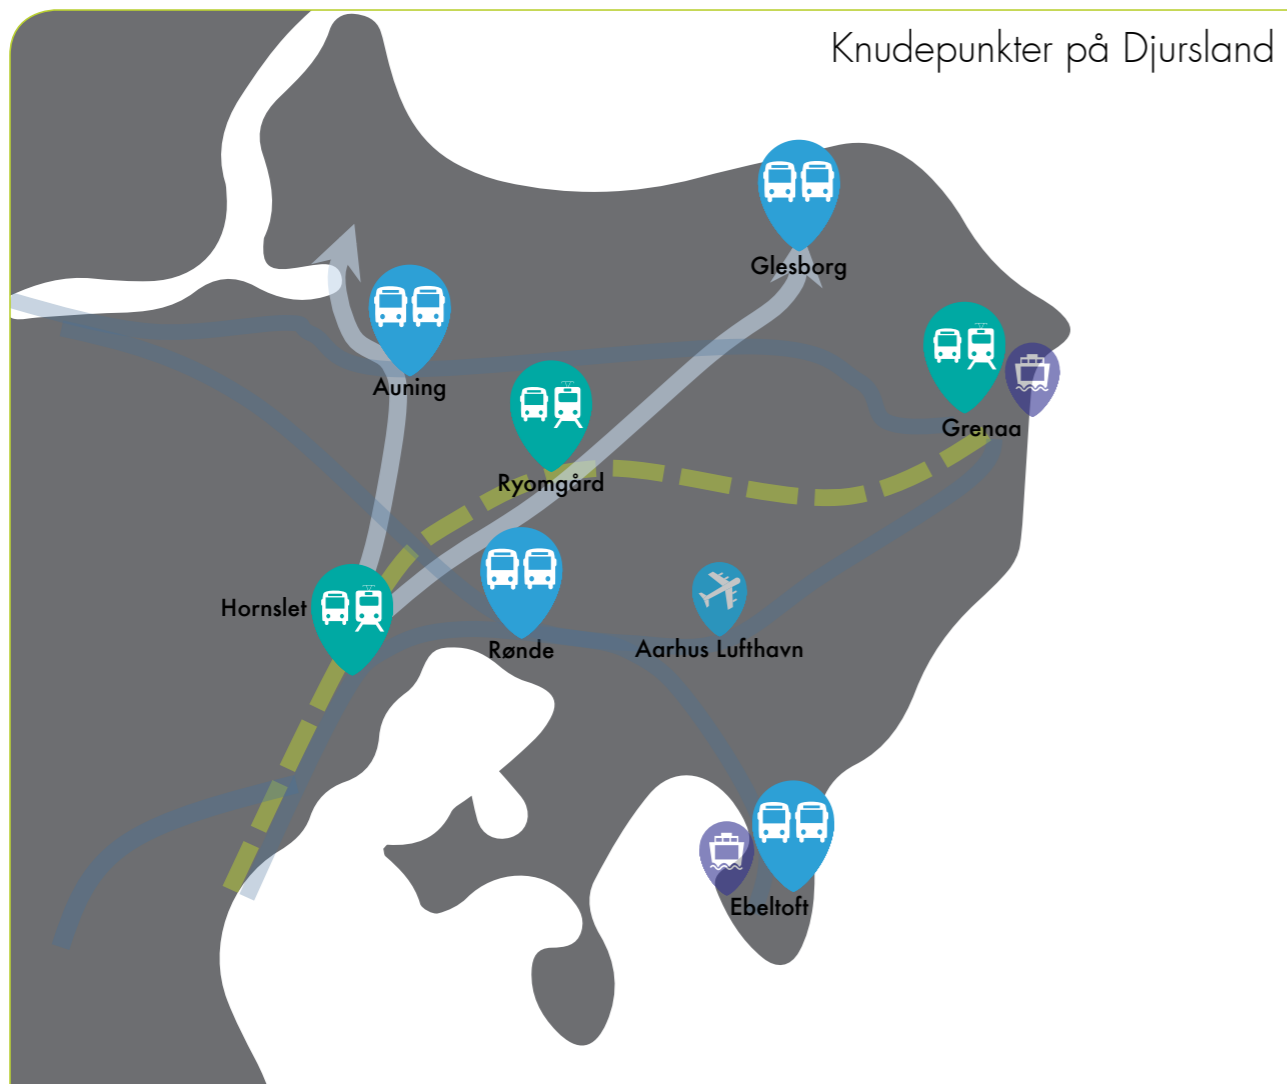 Knudepunkter på Djursland
Glesborg
Auning
Grenaa
Ryomgård
Hornslet
Rønde
Aarhus Lufthavn
Ebeltoft